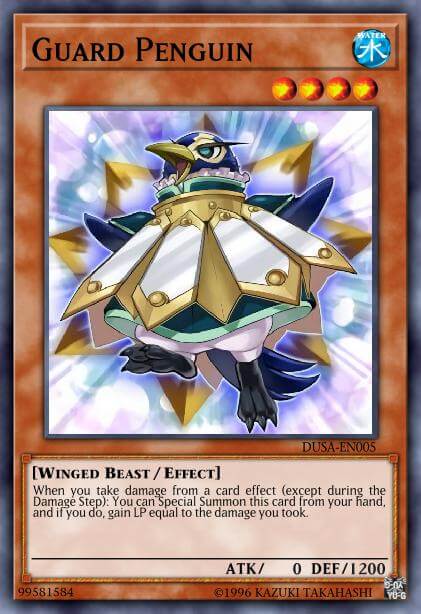 GUARD PENGUIN
WATER
水
DUSA-EN005
[WINGED BEAST / EFFECT]
When you take damage from a card effect (except during the
Damage Step): You can Special Summon this card from your hand,
and if you do, gain LP equal to the damage you took.
ATK/ 0 DEF/1200
99581584
©1996 KAZUKI TAKAHASHI